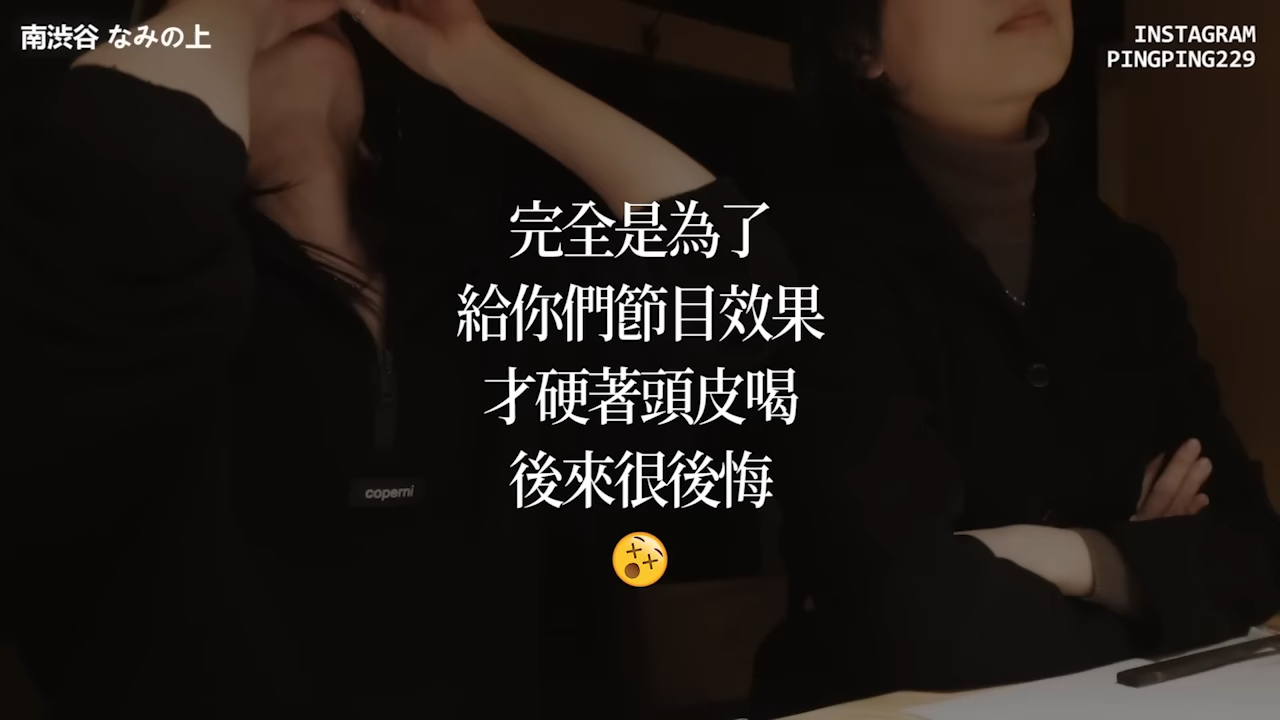 南渋谷 なみの上
INSTAGRAM
PINGPING229
完全是為了
給你們節目效果
才硬著頭皮喝
後來很後悔
coperni